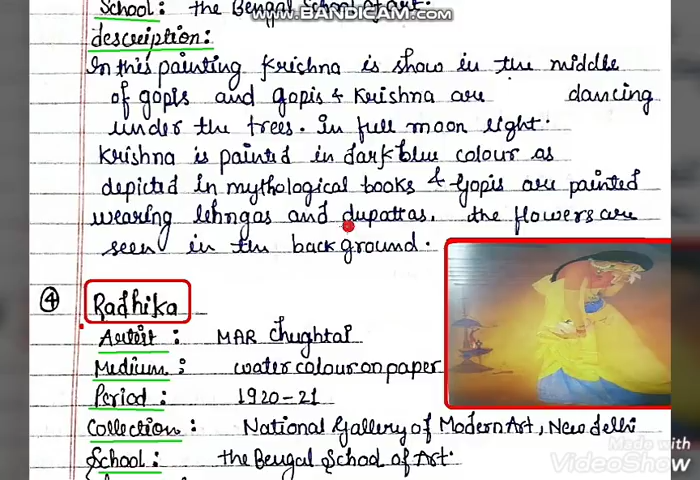 School: the Bengal School of art.
WWW.BANDICAM.COM
description:
In this painting Krishna is show in the middle
of gopis and gopis & Krishna are dancing
under the trees. In full moon light.
Krishna is painted in dark blue colour as
depicted in mythological books & Gopis are painted
wearing lehngas and dupattas. the flowers are
seen in the background.
4 Radhika
Artist: MAR Chughtai
Medium: water colour on paper
Period: 1920-21
Collection: National Gallery of Modern Art, New delhi
School: the Bengal School of Art.
Made with
VideoShow